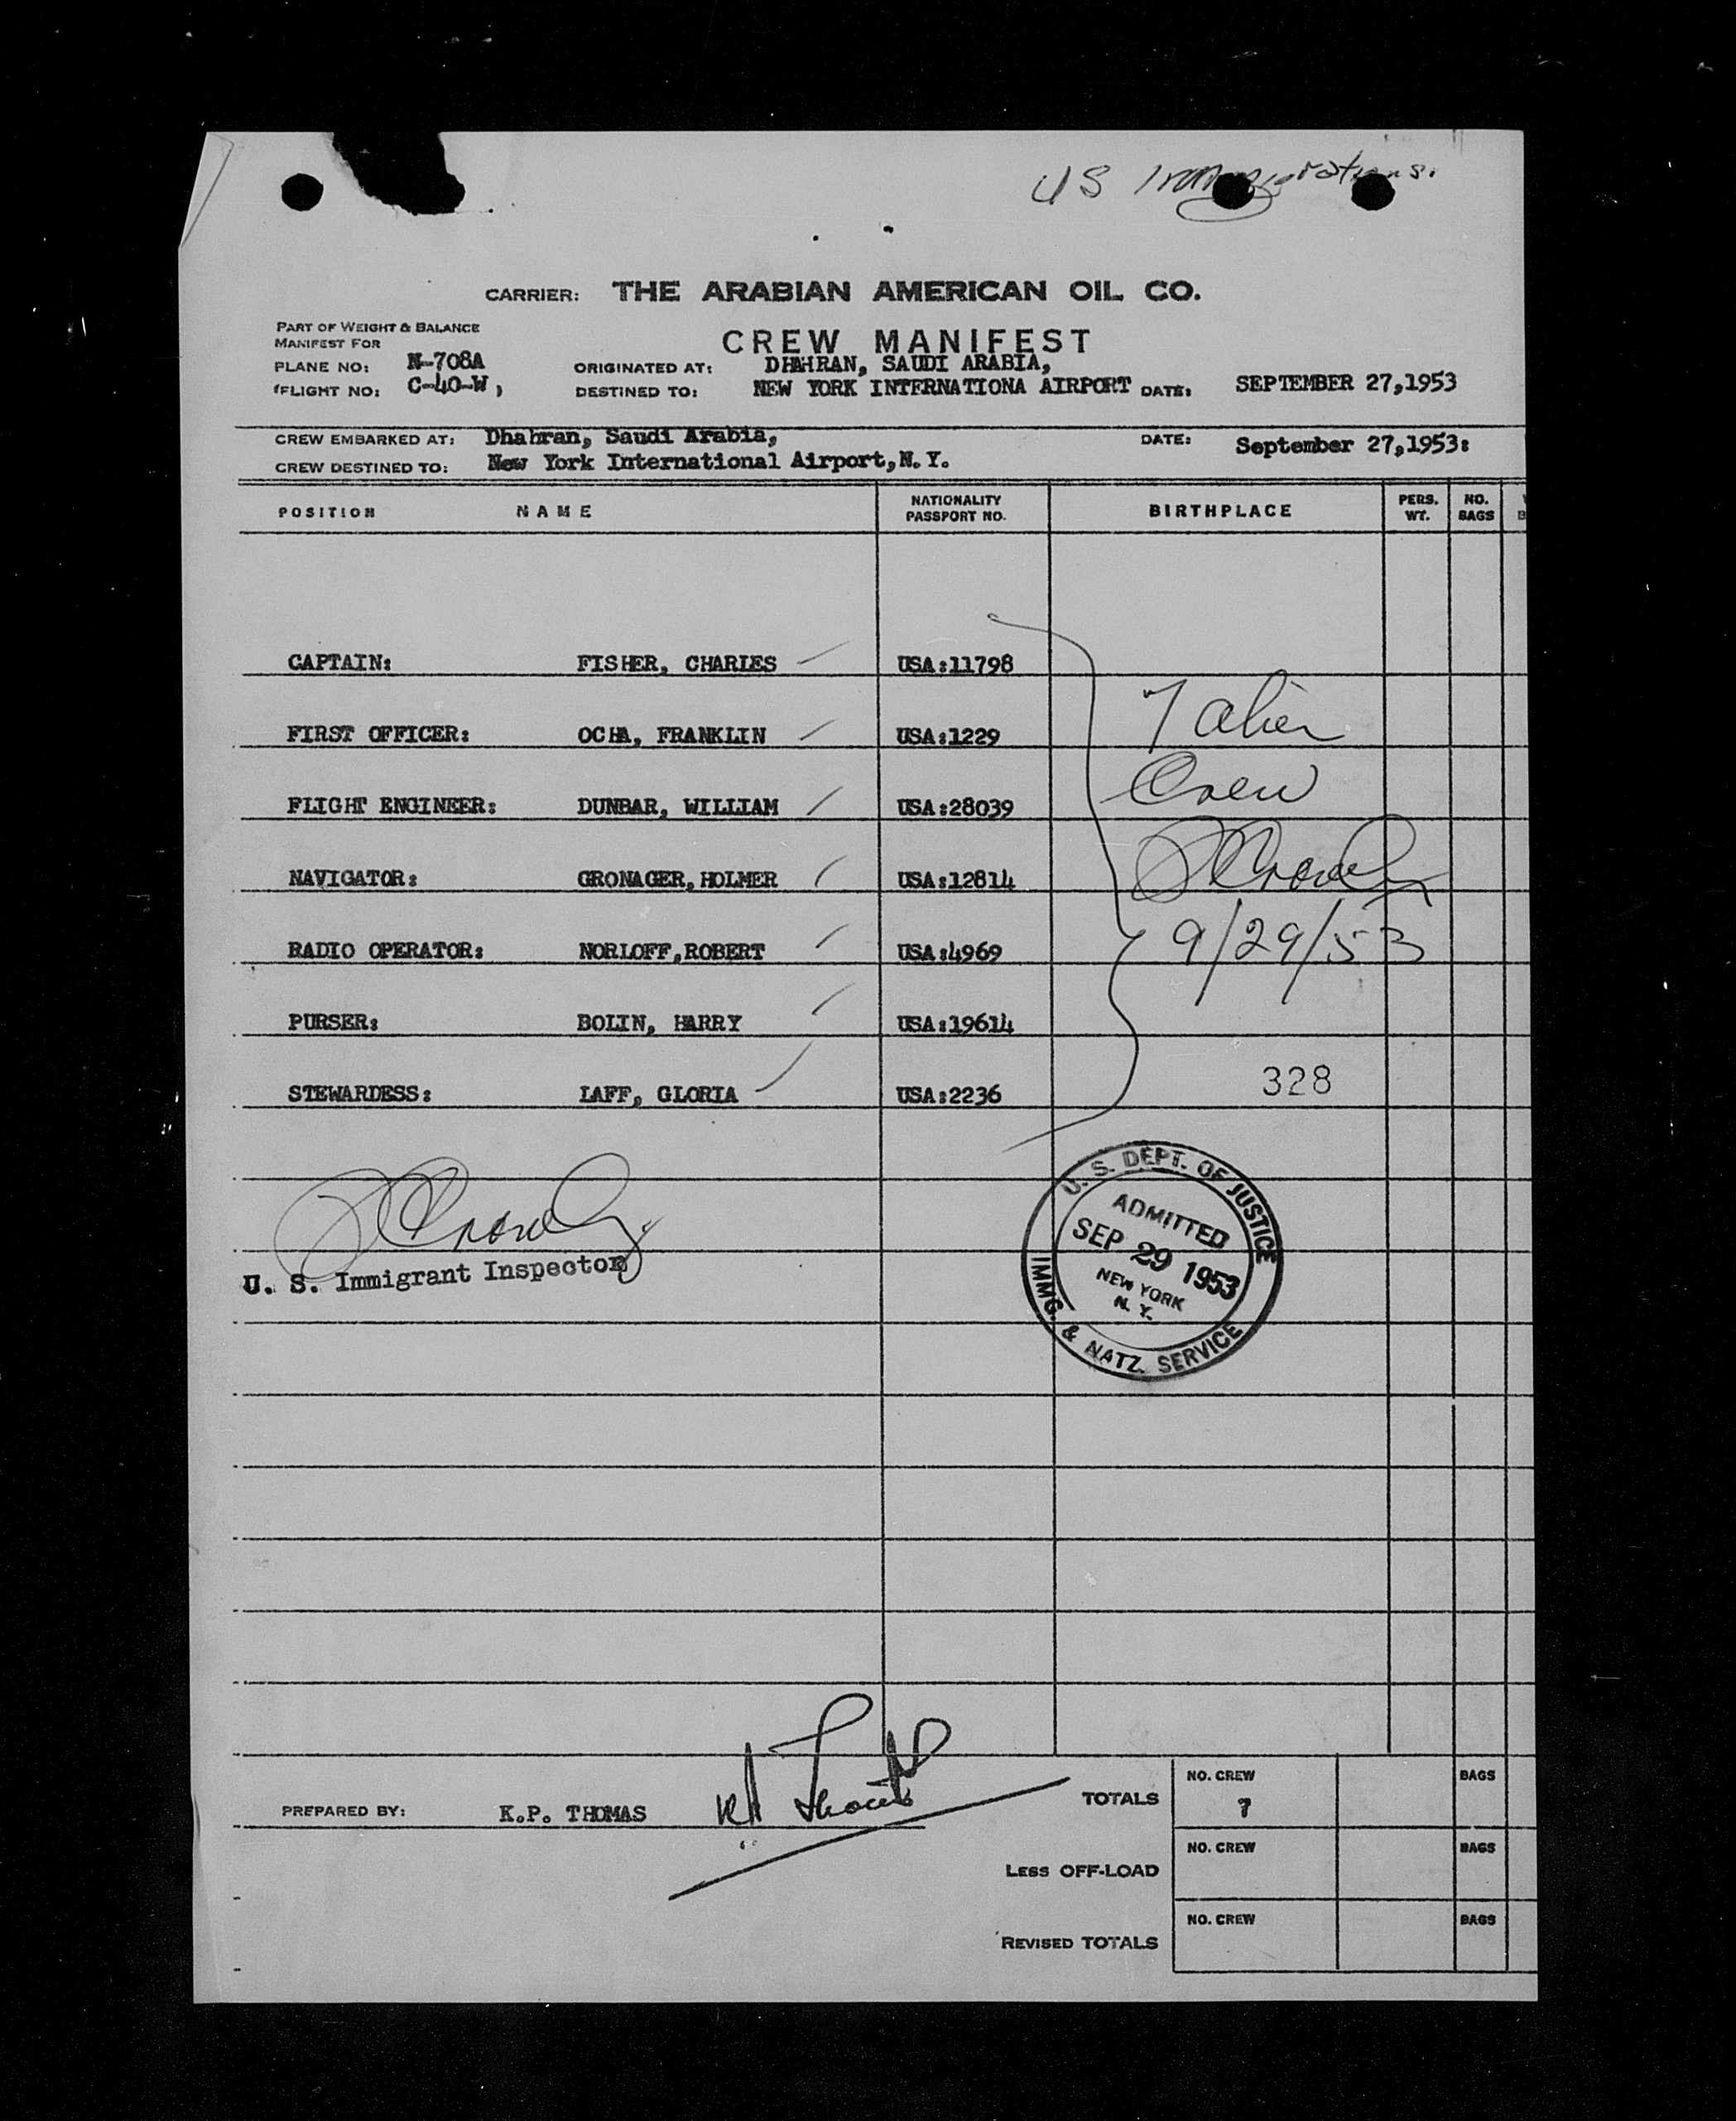 US Immigrations.
CARRIER: THE ARABIAN AMERICAN OIL CO.
PART OF WEIGHT & BALANCE
MANIFEST FOR
CREW MANIFEST
PLANE NO: N-708A ORIGINATED AT: DHAHRAN, SAUDI ARABIA,
FLIGHT NO: C-40-W, DESTINED TO: NEW YORK INTERNATIONA AIRPORT DATE: SEPTEMBER 27,1953
CREW EMBARKED AT: Dhahran, Saudi Arabia, DATE: September 27,1953:
CREW DESTINED TO: New York International Airport,N.Y.
POSITION NAME NATIONALITY PASSPORT NO. BIRTHPLACE PERS. WT. NO. BAGS
CAPTAIN: FISHER, CHARLES USA:11798
FIRST OFFICER: OCHA, FRANKLIN USA:1229
7 alien
FLIGHT ENGINEER: DUNBAR, WILLIAM USA:28039
Crew
NAVIGATOR: GRONAGER,HOLMER USA:12814
RADIO OPERATOR: NORLOFF,ROBERT USA:4969
9/29/53
PURSER: BOLIN, HARRY USA:19614
STEWARDESS: LAFF, GLORIA USA:2236
328
U. S. Immigrant Inspector
U. S. DEPT. OF JUSTICE
ADMITTED
SEP 29 1953
NEW YORK
N. Y.
IMMG. & NATZ. SERVICE
PREPARED BY: K.P. THOMAS
TOTALS NO. CREW 7 BAGS
LESS OFF-LOAD NO. CREW BAGS
REVISED TOTALS NO. CREW BAGS